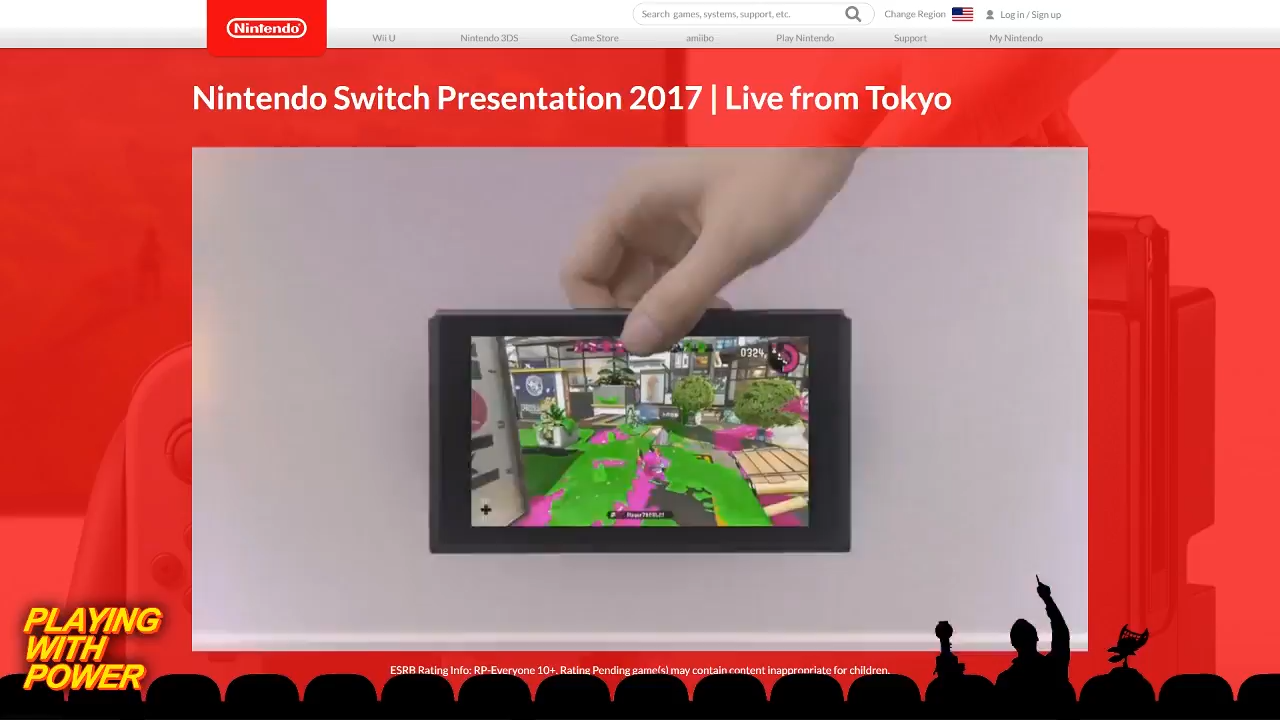 Nintendo
Search games, systems, support, etc.
Change Region
Log in / Sign up
Wii U
Nintendo 3DS
Game Store
amiibo
Play Nintendo
Support
My Nintendo
Nintendo Switch Presentation 2017 | Live from Tokyo
0324
PLAYING
WITH
POWER
ESRB Rating Info: RP-Everyone 10+, Rating Pending game(s) may contain content inappropriate for children.